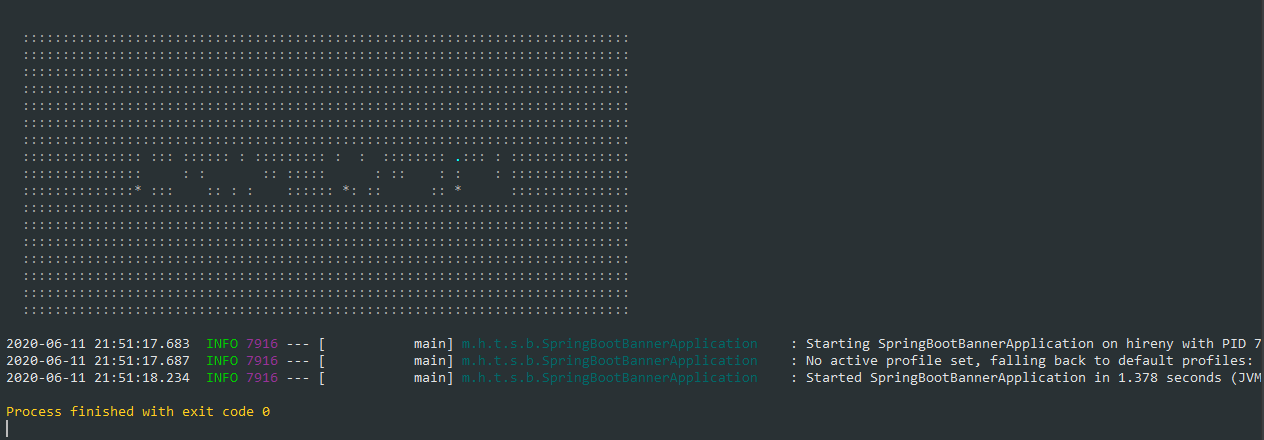 2020-06-11 21:51:17.683  INFO 7916 --- [           main] m.h.t.s.b.SpringBootBannerApplication    : Starting SpringBootBannerApplication on hireny with PID 7
2020-06-11 21:51:17.687  INFO 7916 --- [           main] m.h.t.s.b.SpringBootBannerApplication    : No active profile set, falling back to default profiles:
2020-06-11 21:51:18.234  INFO 7916 --- [           main] m.h.t.s.b.SpringBootBannerApplication    : Started SpringBootBannerApplication in 1.378 seconds (JVM
Process finished with exit code 0